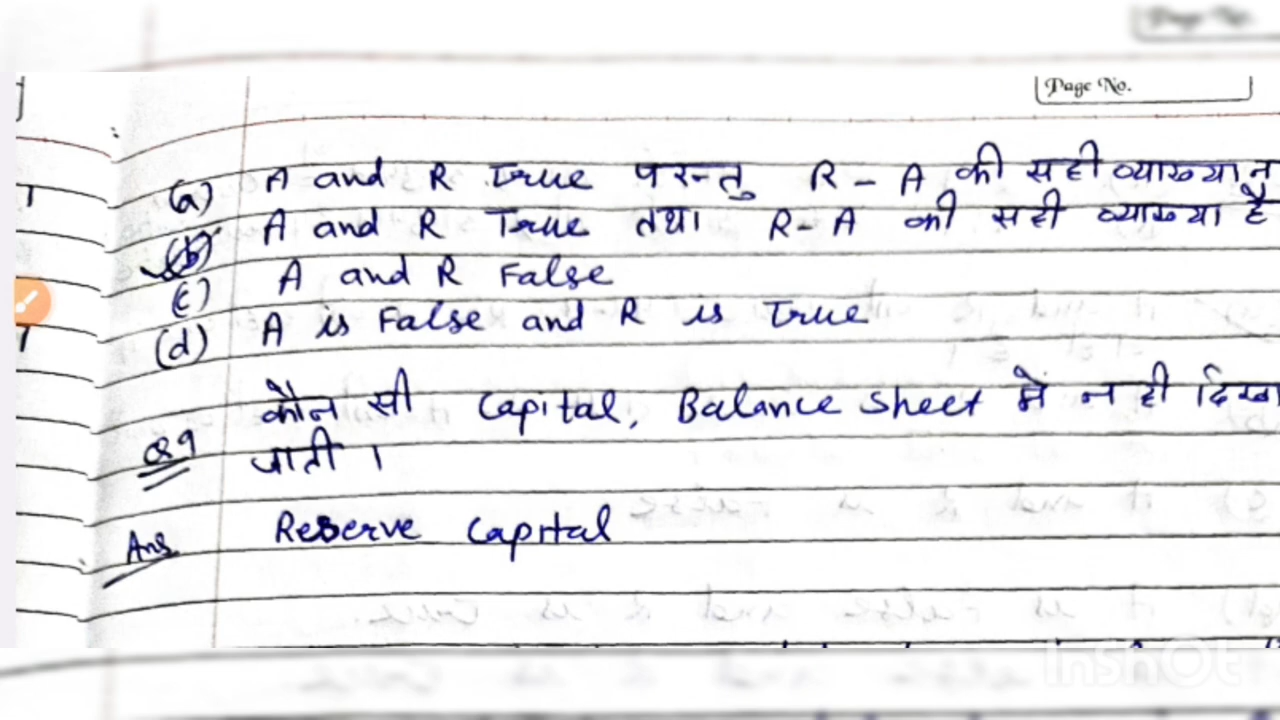 Page No.
(a) A and R True परन्तु R - A की सही व्याख्या न
(b) A and R True तथा R - A की सही व्याख्या है
(c) A and R False
(d) A is False and R is True
Q9 कौन सी Capital, Balance sheet में नही दिखा
जाती ।
Ans Reserve Capital
InShOt